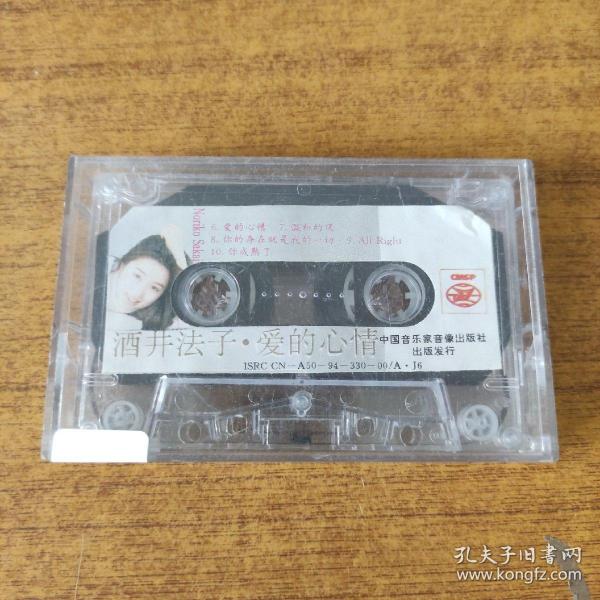 Noriko Sakai
6. 爱的心情 7. 温和的你
8. 你的存在就是我的一切 9. All Right
10. 你成熟了
CMSP
酒井法子·爱的心情
中国音乐家音像出版社
出版发行
ISRC CN—A50—94—330—00/A·J6
孔夫子旧书网
www.kongfz.com